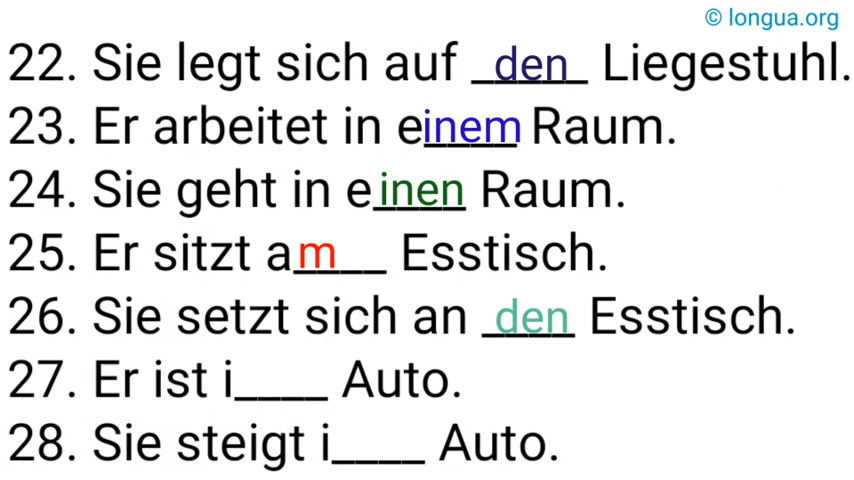 © longua.org
22. Sie legt sich auf den Liegestuhl.
23. Er arbeitet in einem Raum.
24. Sie geht in einen Raum.
25. Er sitzt am____ Esstisch.
26. Sie setzt sich an den Esstisch.
27. Er ist i____ Auto.
28. Sie steigt i____ Auto.